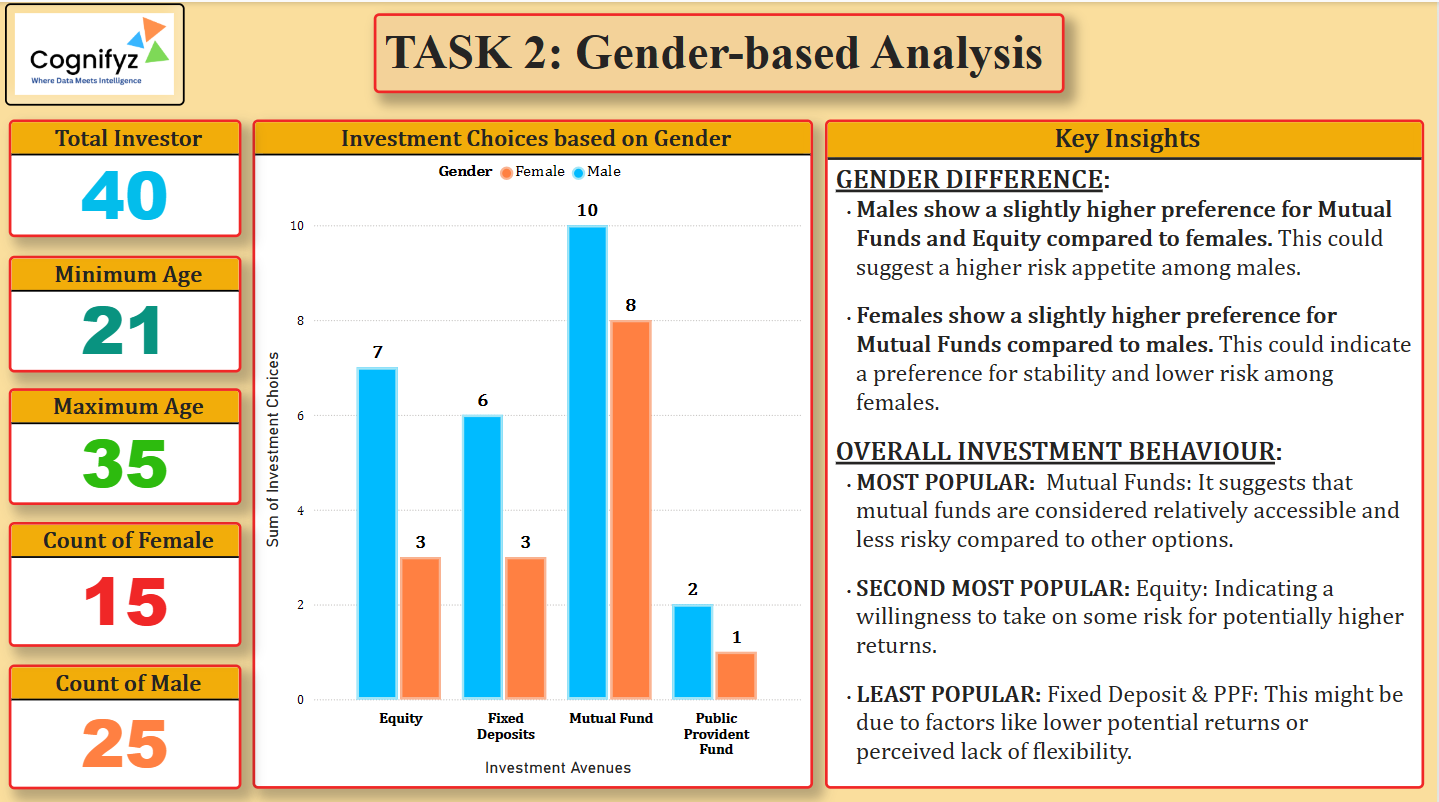 Cognifyz
Where Data Meets Intelligence
TASK 2: Gender-based Analysis
Total Investor
40
Minimum Age
21
Maximum Age
35
Count of Female
15
Count of Male
25
Investment Choices based on Gender
Gender Female Male
Sum of Investment Choices
10
8
6
4
2
0
7
3
6
3
10
8
2
1
Equity
Fixed
Deposits
Mutual Fund
Public
Provident
Fund
Investment Avenues
Key Insights
GENDER DIFFERENCE:
· Males show a slightly higher preference for Mutual
Funds and Equity compared to females. This could
suggest a higher risk appetite among males.
· Females show a slightly higher preference for
Mutual Funds compared to males. This could indicate
a preference for stability and lower risk among
females.
OVERALL INVESTMENT BEHAVIOUR:
· MOST POPULAR: Mutual Funds: It suggests that
mutual funds are considered relatively accessible and
less risky compared to other options.
· SECOND MOST POPULAR: Equity: Indicating a
willingness to take on some risk for potentially higher
returns.
· LEAST POPULAR: Fixed Deposit & PPF: This might be
due to factors like lower potential returns or
perceived lack of flexibility.